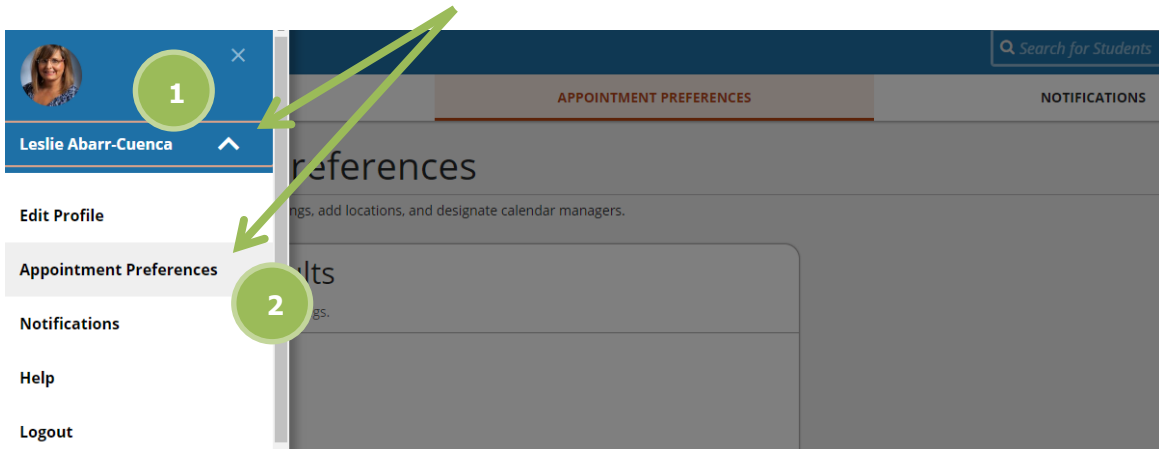 Search for Students
1
APPOINTMENT PREFERENCES
NOTIFICATIONS
Leslie Abarr-Cuenca
references
Edit Profile
ngs, add locations, and designate calendar managers.
Appointment Preferences
ults
2
gs.
Notifications
Help
Logout